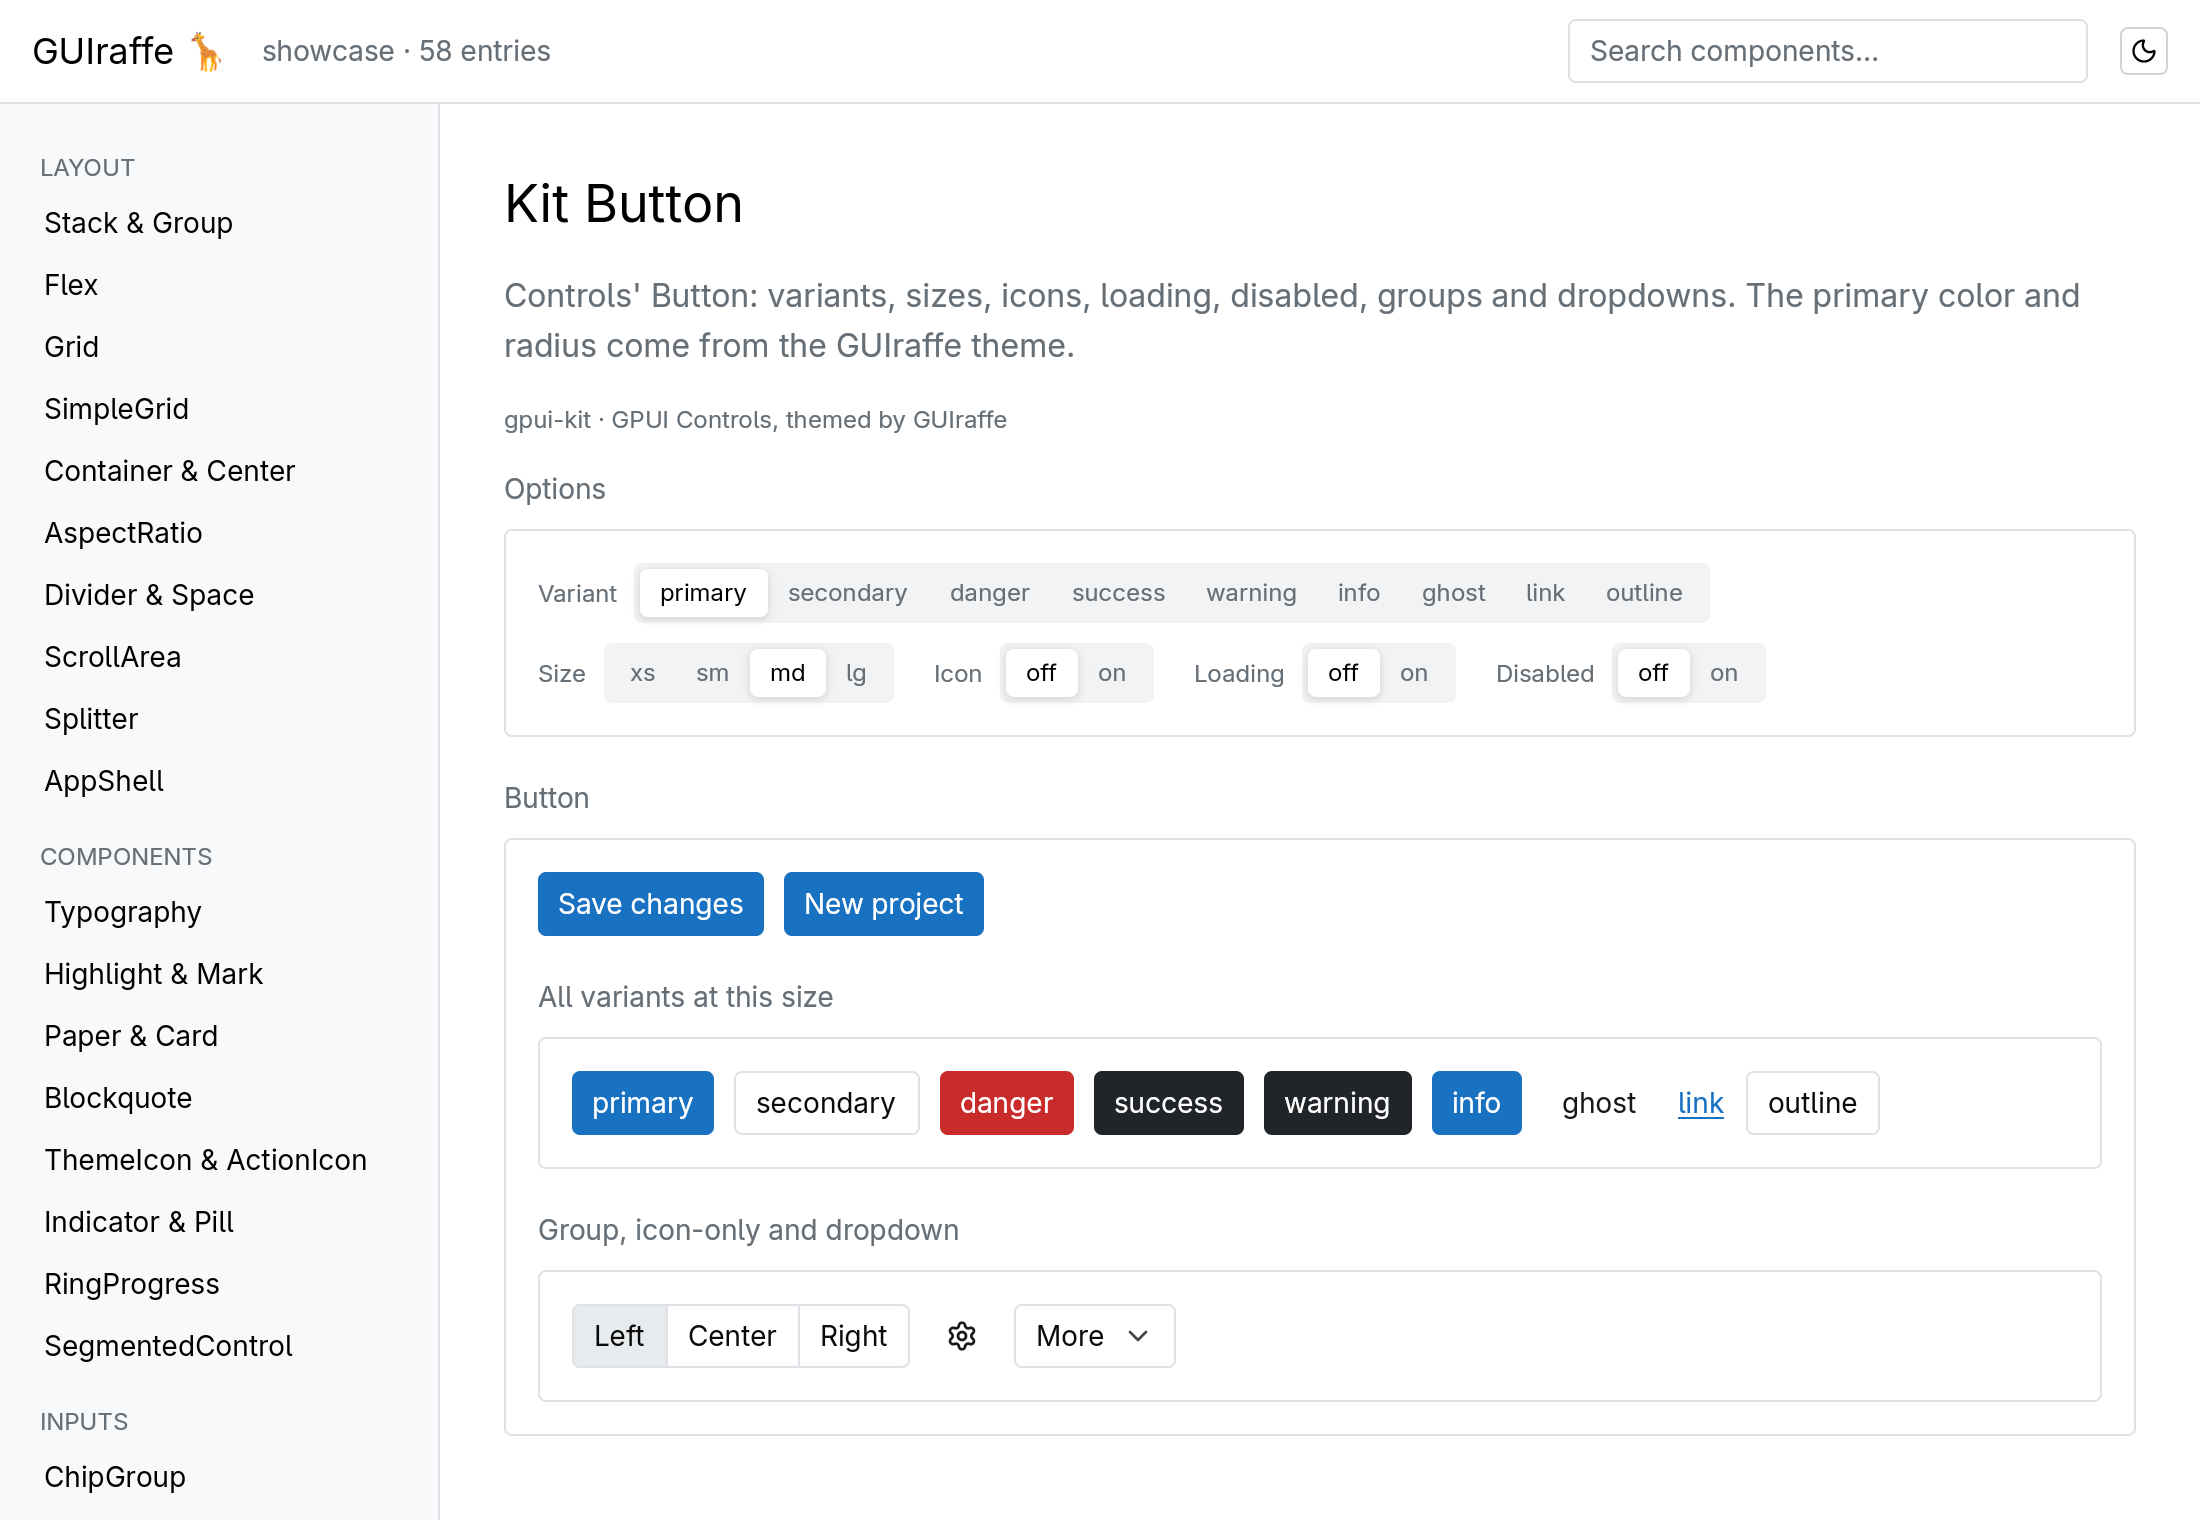 GUIraffe 🦒 showcase · 58 entries Search components...
LAYOUT
Stack & Group
Flex
Grid
SimpleGrid
Container & Center
AspectRatio
Divider & Space
ScrollArea
Splitter
AppShell
COMPONENTS
Typography
Highlight & Mark
Paper & Card
Blockquote
ThemeIcon & ActionIcon
Indicator & Pill
RingProgress
SegmentedControl
INPUTS
ChipGroup
Kit Button
Controls' Button: variants, sizes, icons, loading, disabled, groups and dropdowns. The primary color and
radius come from the GUIraffe theme.
gpui-kit · GPUI Controls, themed by GUIraffe
Options
Variant primary secondary danger success warning info ghost link outline
Size xs sm md lg Icon off on Loading off on Disabled off on
Button
Save changes New project
All variants at this size
primary secondary danger success warning info ghost link outline
Group, icon-only and dropdown
Left Center Right More